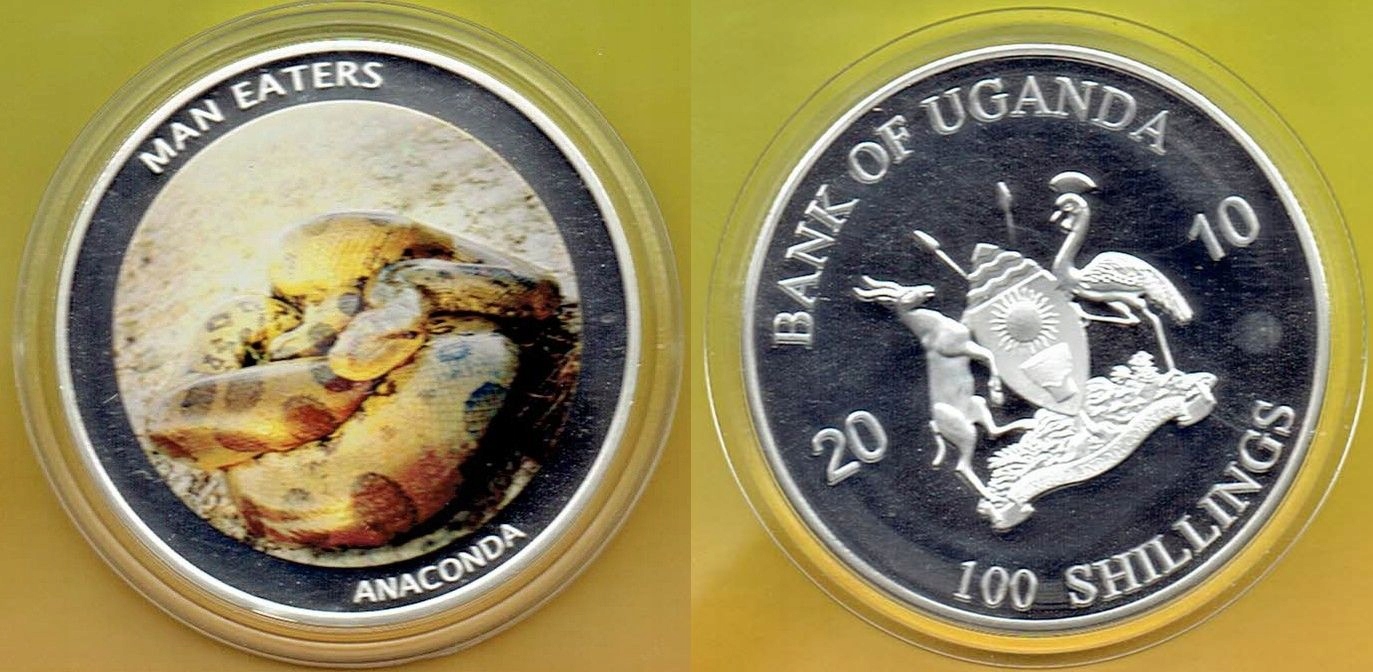 MAN EATERS
ANACONDA
BANK OF UGANDA
20 10
100 SHILLINGS